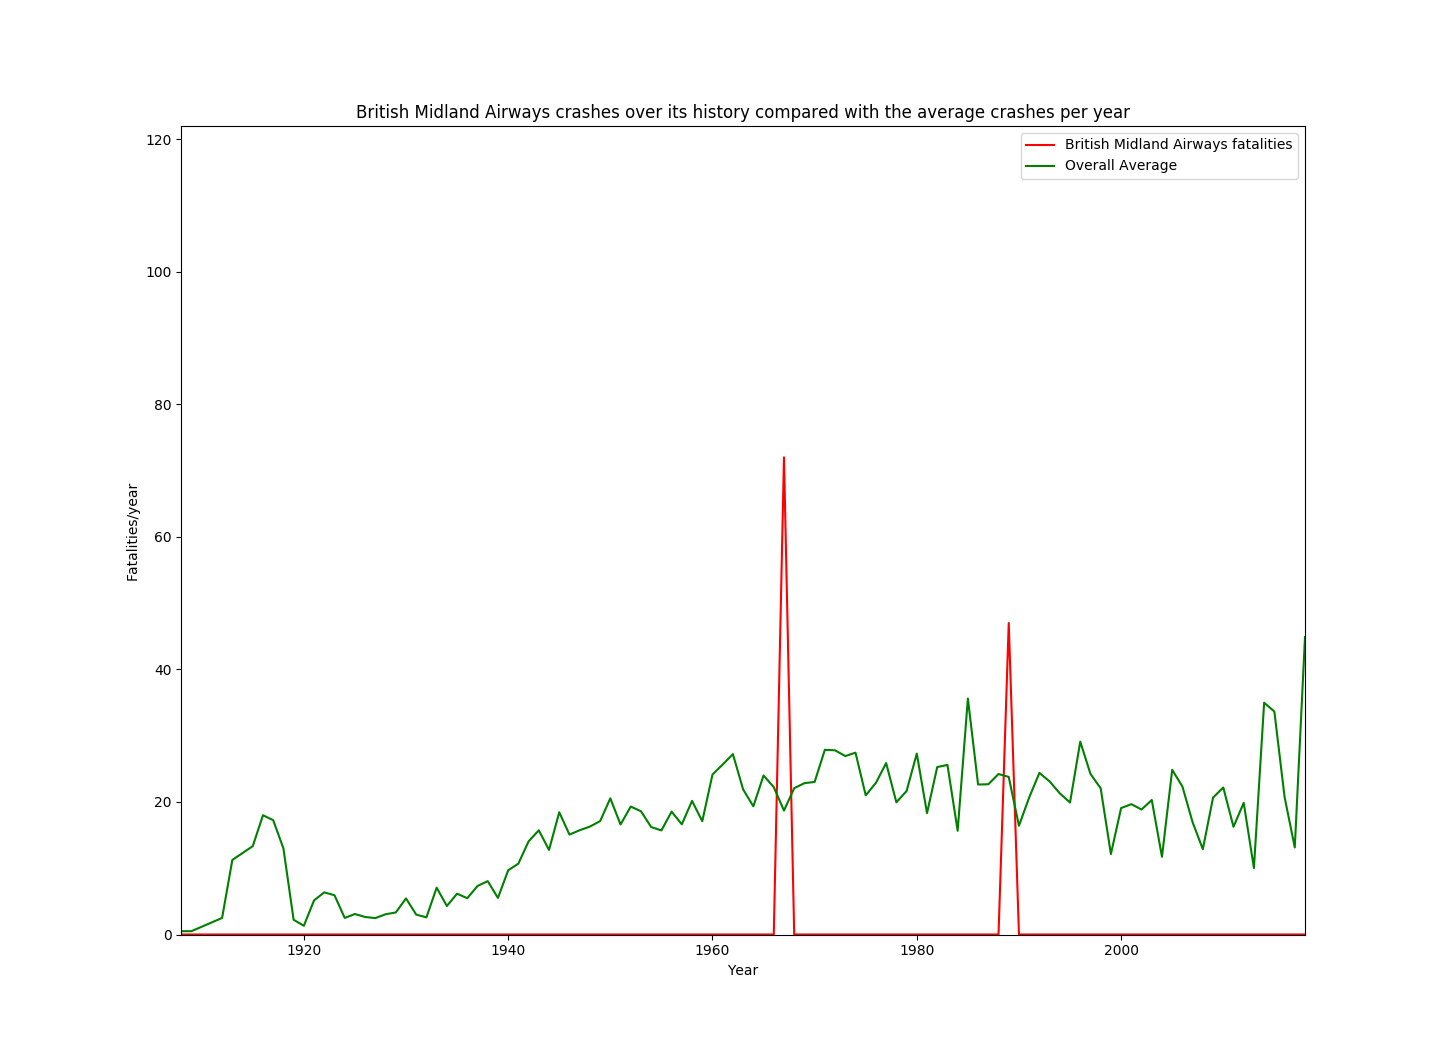 British Midland Airways crashes over its history compared with the average crashes per year
120
100
80
60
40
20
0
Fatalities/year
British Midland Airways fatalities
Overall Average
1920 1940 1960 1980 2000
Year